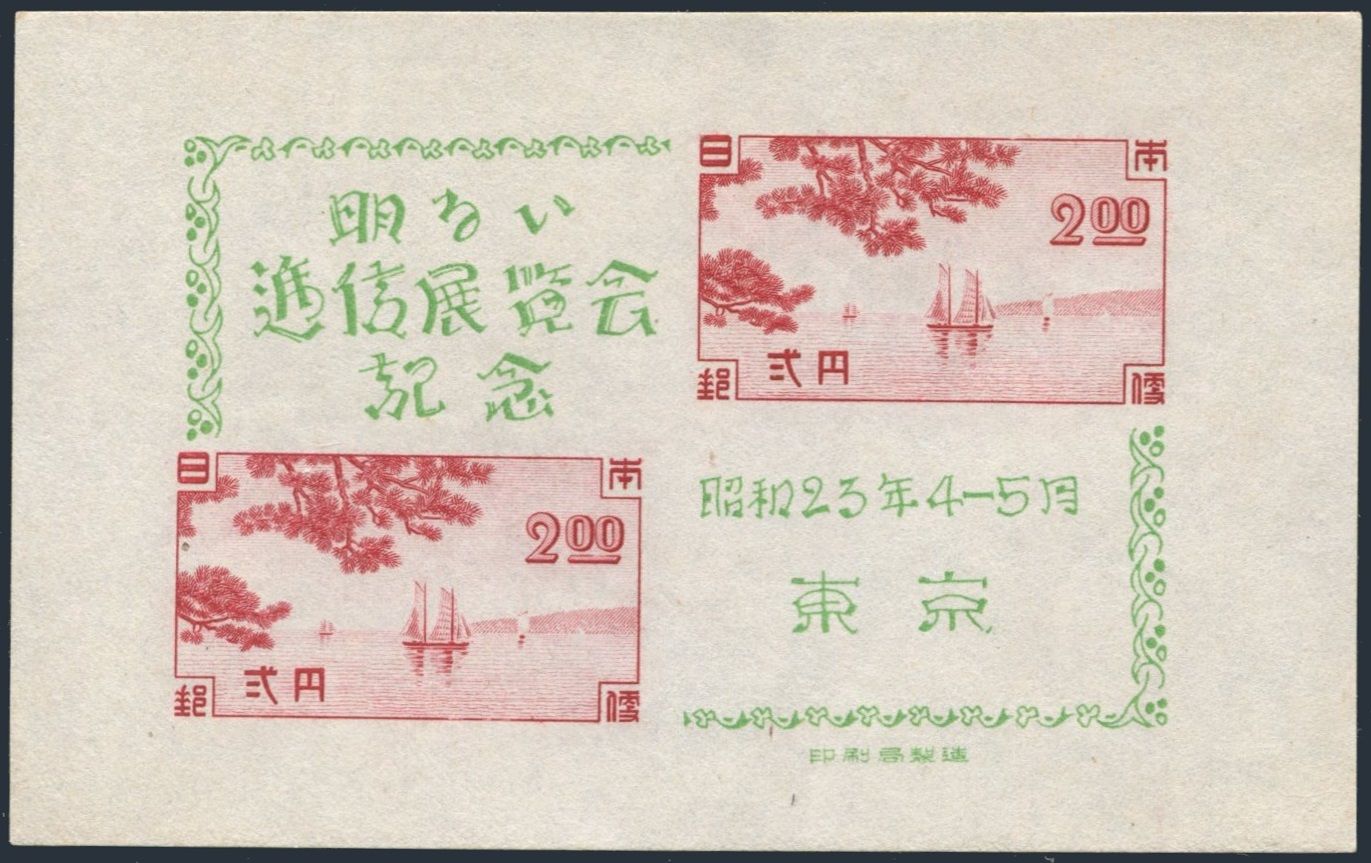 明るい
逓信展覧会
記念
日本
2.00
弐円
郵便
日本
2.00
弐円
郵便
昭和23年4-5月
東京
印刷局製造